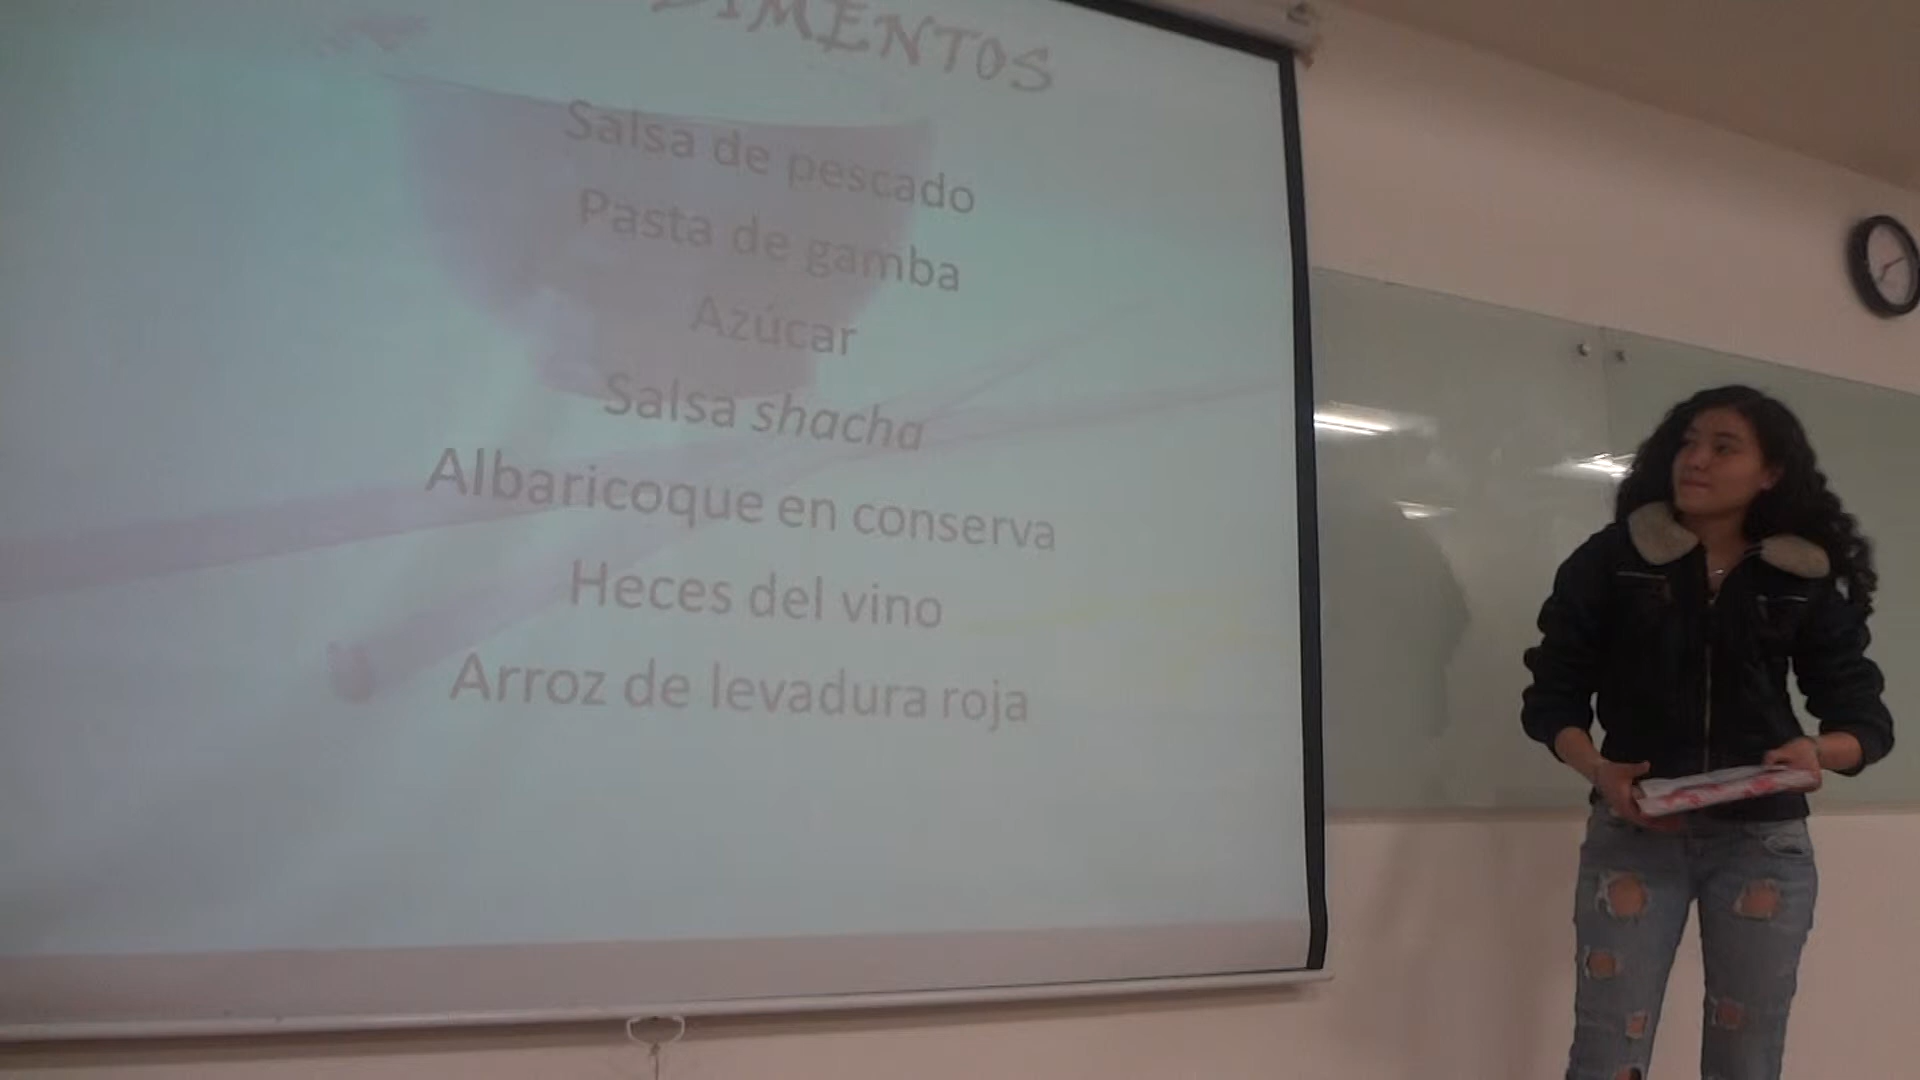 DIMENTOS
Salsa de pescado
Pasta de gamba
Azúcar
Salsa shacha
Albaricoque en conserva
Heces del vino
Arroz de levadura roja